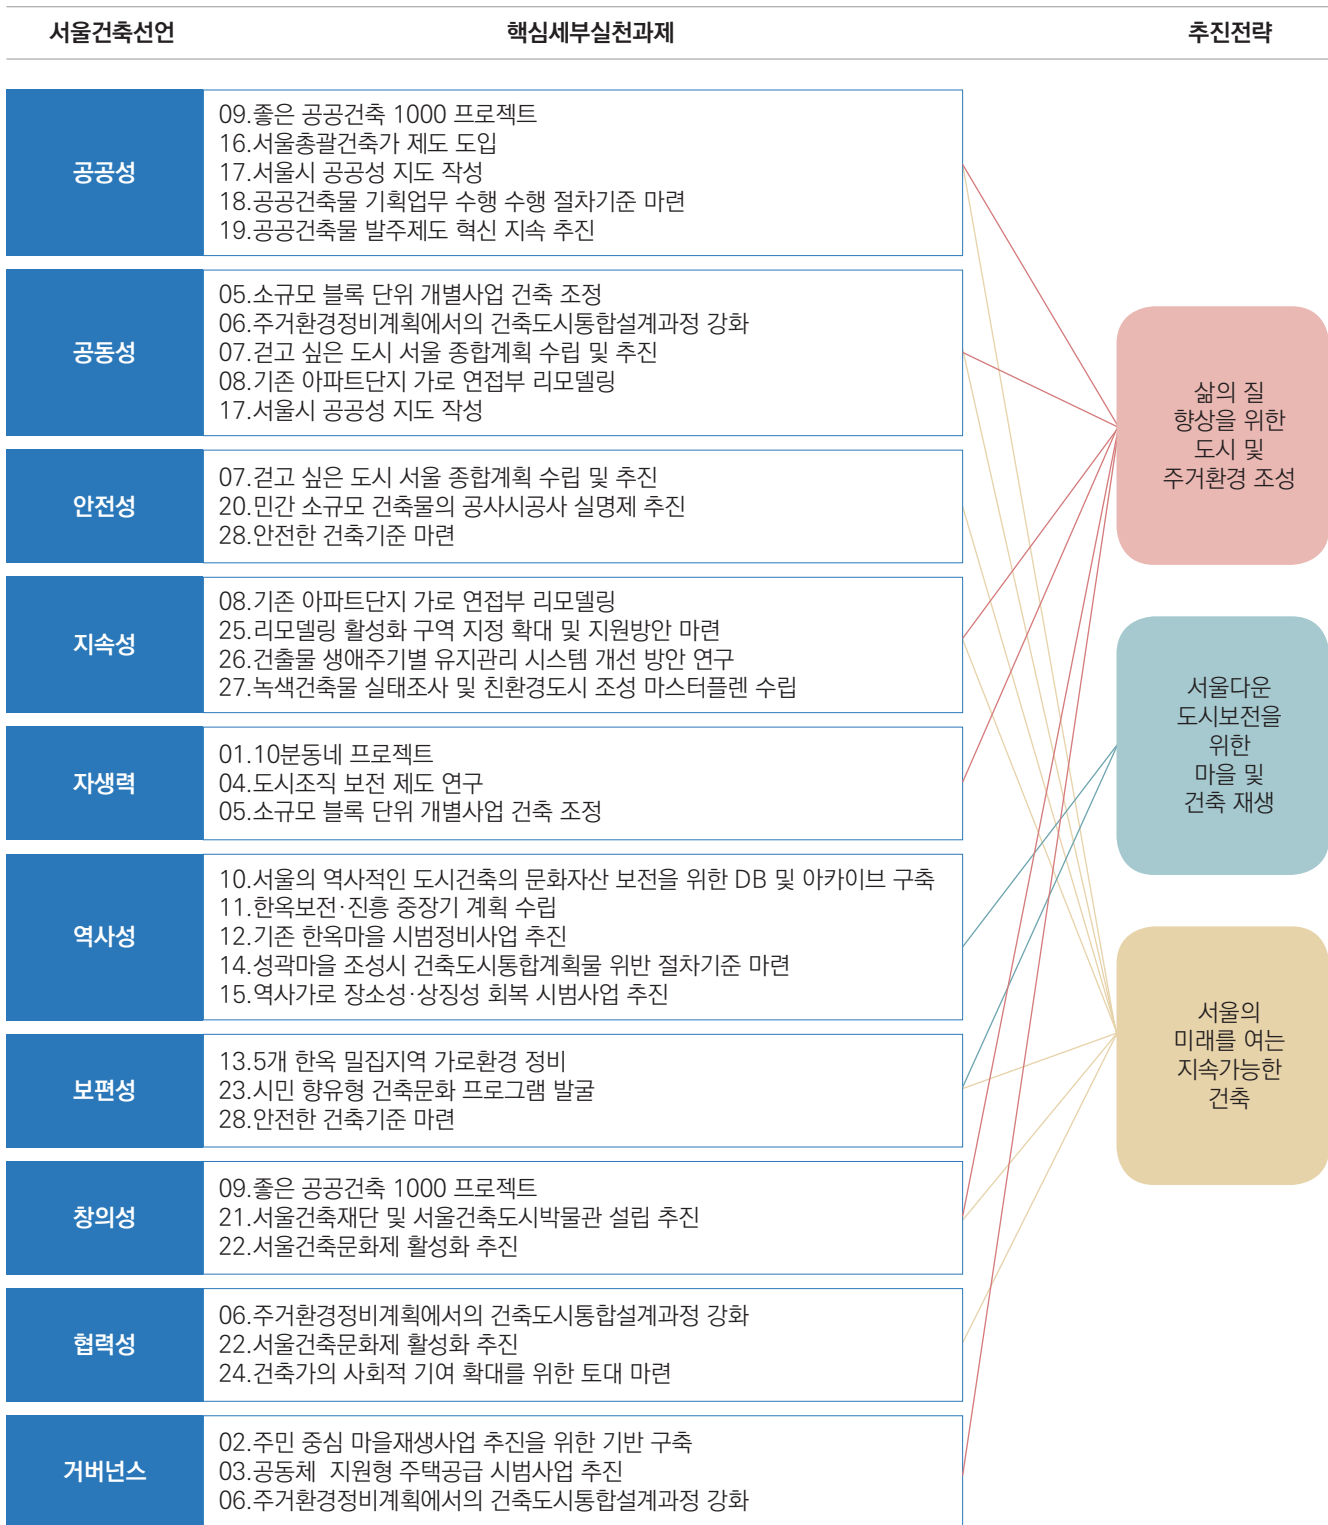 서울건축선언 핵심세부실천과제 추진전략
공공성
09.좋은 공공건축 1000 프로젝트
16.서울총괄건축가 제도 도입
17.서울시 공공성 지도 작성
18.공공건축물 기획업무 수행 수행 절차기준 마련
19.공공건축물 발주제도 혁신 지속 추진
공동성
05.소규모 블록 단위 개별사업 건축 조정
06.주거환경정비계획에서의 건축도시통합설계과정 강화
07.걷고 싶은 도시 서울 종합계획 수립 및 추진
08.기존 아파트단지 가로 연접부 리모델링
17.서울시 공공성 지도 작성
안전성
07.걷고 싶은 도시 서울 종합계획 수립 및 추진
20.민간 소규모 건축물의 공사시공사 실명제 추진
28.안전한 건축기준 마련
지속성
08.기존 아파트단지 가로 연접부 리모델링
25.리모델링 활성화 구역 지정 확대 및 지원방안 마련
26.건출물 생애주기별 유지관리 시스템 개선 방안 연구
27.녹색건축물 실태조사 및 친환경도시 조성 마스터플렌 수립
자생력
01.10분동네 프로젝트
04.도시조직 보전 제도 연구
05.소규모 블록 단위 개별사업 건축 조정
역사성
10.서울의 역사적인 도시건축의 문화자산 보전을 위한 DB 및 아카이브 구축
11.한옥보전·진흥 중장기 계획 수립
12.기존 한옥마을 시범정비사업 추진
14.성곽마을 조성시 건축도시통합계획물 위반 절차기준 마련
15.역사가로 장소성·상징성 회복 시범사업 추진
보편성
13.5개 한옥 밀집지역 가로환경 정비
23.시민 향유형 건축문화 프로그램 발굴
28.안전한 건축기준 마련
창의성
09.좋은 공공건축 1000 프로젝트
21.서울건축재단 및 서울건축도시박물관 설립 추진
22.서울건축문화제 활성화 추진
협력성
06.주거환경정비계획에서의 건축도시통합설계과정 강화
22.서울건축문화제 활성화 추진
24.건축가의 사회적 기여 확대를 위한 토대 마련
거버넌스
02.주민 중심 마을재생사업 추진을 위한 기반 구축
03.공동체 지원형 주택공급 시범사업 추진
06.주거환경정비계획에서의 건축도시통합설계과정 강화
삶의 질
향상을 위한
도시 및
주거환경 조성
서울다운
도시보전을
위한
마을 및
건축 재생
서울의
미래를 여는
지속가능한
건축